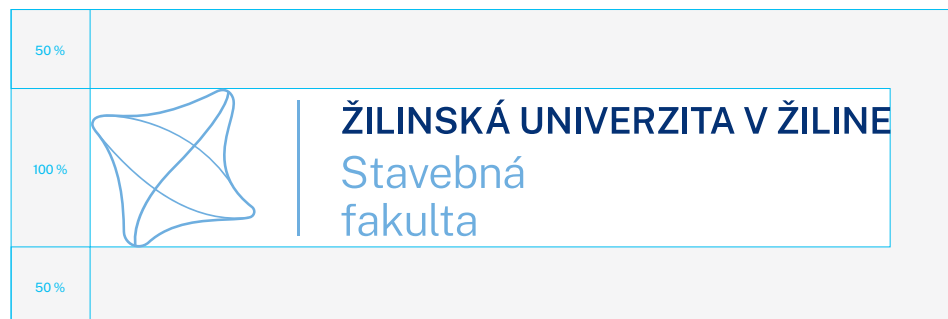 50 %
100 %
ŽILINSKÁ UNIVERZITA V ŽILINE
Stavebná
fakulta
50 %